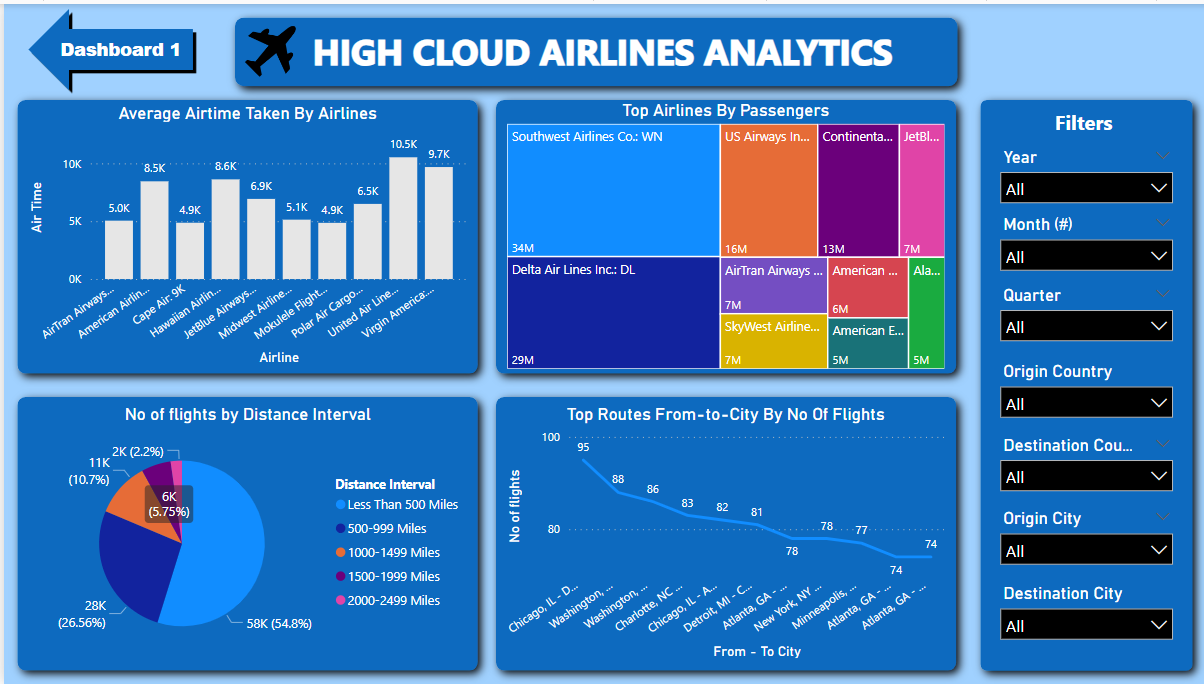 Dashboard 1
HIGH CLOUD AIRLINES ANALYTICS
Average Airtime Taken By Airlines
Air Time
10K
5K
0K
5.0K
8.5K
4.9K
8.6K
6.9K
5.1K
4.9K
6.5K
10.5K
9.7K
AirTran Airways...
American Airlin...
Cape Air: 9K
Hawaiian Airlin...
JetBlue Airways...
Midwest Airline...
Mokulele Flight...
Polar Air Cargo...
United Air Line...
Virgin America:...
Airline
Top Airlines By Passengers
Southwest Airlines Co.: WN
34M
Delta Air Lines Inc.: DL
29M
US Airways In...
16M
Continenta...
13M
JetBl...
7M
AirTran Airways ...
7M
SkyWest Airline...
7M
American ...
6M
American E...
5M
Ala...
5M
No of flights by Distance Interval
2K (2.2%)
11K
(10.7%)
6K
(5.75%)
28K
(26.56%)
58K (54.8%)
Distance Interval
Less Than 500 Miles
500-999 Miles
1000-1499 Miles
1500-1999 Miles
2000-2499 Miles
Top Routes From-to-City By No Of Flights
No of flights
100
80
95
88
86
83
82
81
78
78
77
74
74
Chicago, IL - D...
Washington, ...
Washington, ...
Charlotte, NC ...
Chicago, IL - A...
Detroit, MI - C...
Atlanta, GA - ...
New York, NY ...
Minneapolis, ...
Atlanta, GA - ...
Atlanta, GA - ...
From - To City
Filters
Year
All
Month (#)
All
Quarter
All
Origin Country
All
Destination Cou...
All
Origin City
All
Destination City
All